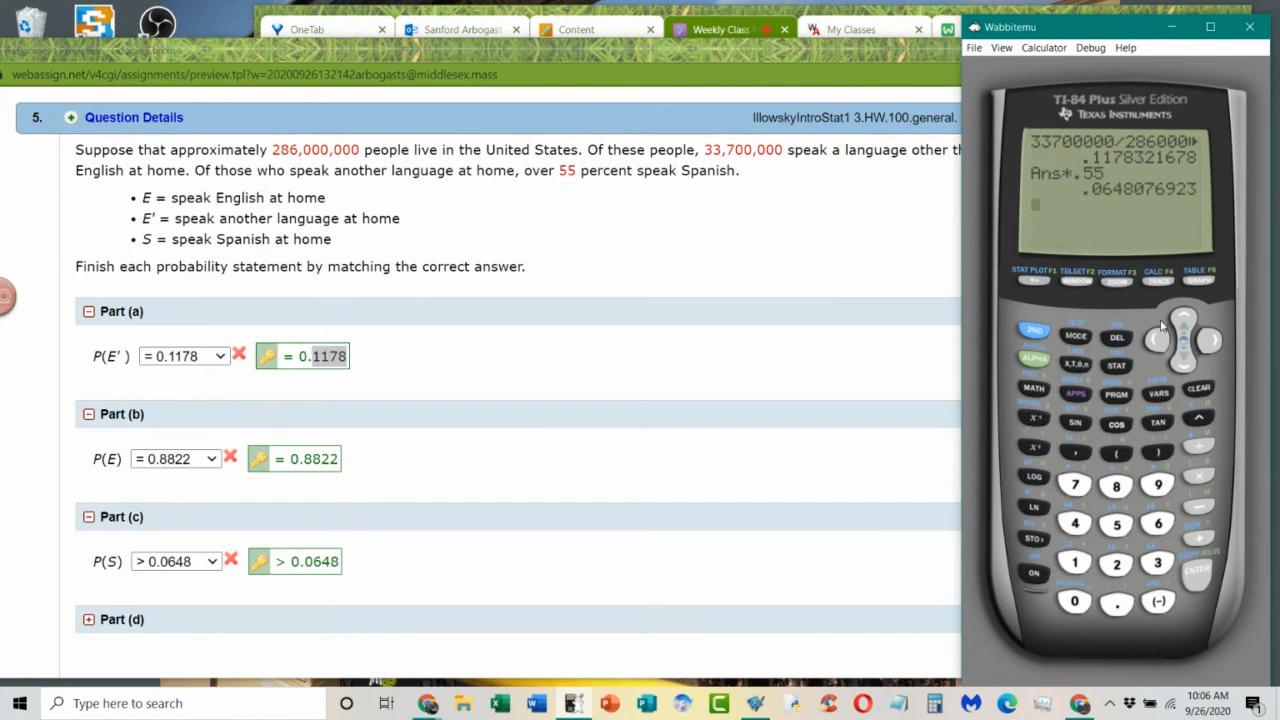 OneTab
Sanford Arbogast
Content
Weekly Class
My Classes
Wabbitemu
File View Calculator Debug Help
webassign.net/v4cgi/assignments/preview.tpl?w=20200926132142arbogasts@middlesex.mass
5. Question Details IllowskyIntroStat1 3.HW.100.general.
Suppose that approximately 286,000,000 people live in the United States. Of these people, 33,700,000 speak a language other th
English at home. Of those who speak another language at home, over 55 percent speak Spanish.
• E = speak English at home
• E' = speak another language at home
• S = speak Spanish at home
Finish each probability statement by matching the correct answer.
Part (a)
P(E' ) = 0.1178 = 0.1178
Part (b)
P(E) = 0.8822 = 0.8822
Part (c)
P(S) > 0.0648 > 0.0648
Part (d)
TI-84 Plus Silver Edition
TEXAS INSTRUMENTS
33700000/286000
.1178321678
Ans*.55
.0648076923
STAT PLOT F1 TBLSET F2 FORMAT F3 CALC F4 TABLE F5
Y= WINDOW ZOOM TRACE GRAPH
2ND MODE DEL
ALPHA X,T,θ,n STAT
MATH APPS PRGM VARS CLEAR
X⁻¹ SIN COS TAN ^
X² , ( ) ÷
LOG 7 8 9 ×
LN 4 5 6 −
STO› 1 2 3 +
ON 0 . (−) ENTER
Type here to search
10:06 AM
9/26/2020